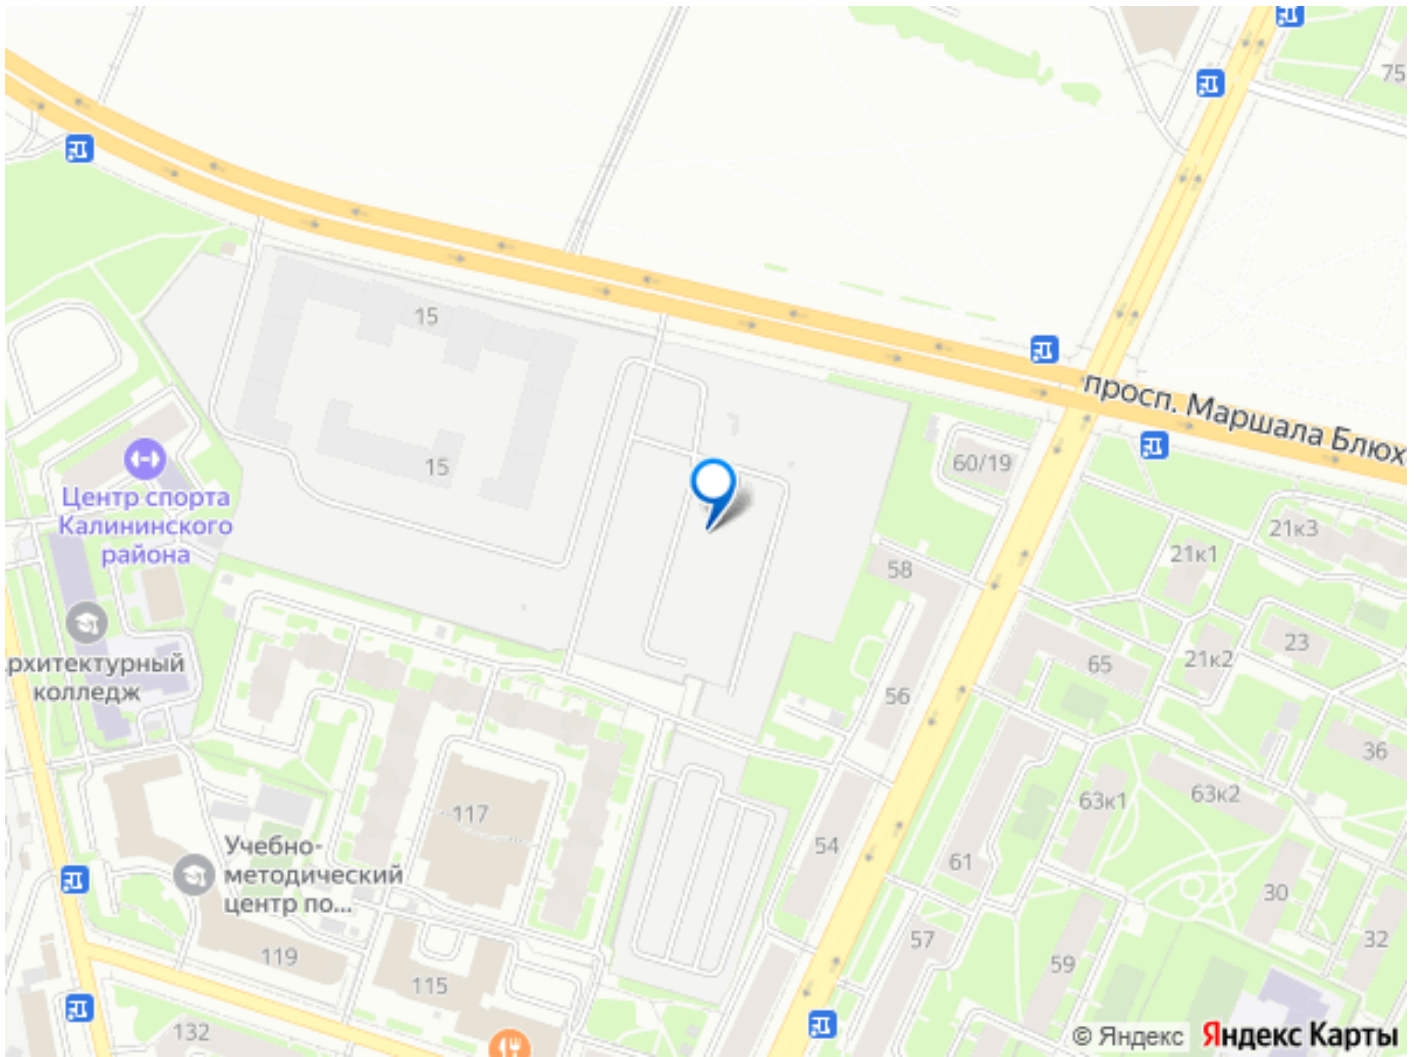 75
15
просп. Маршала Блюх
15
60/19
Центр спорта
Калининского
района
21к3
21к1
58
рхитектурный
колледж
23
65
21к2
56
36
117
63к1
63к2
54
Учебно-
методический
центр по...
61
30
57
32
119
59
115
132
© Яндекс Яндекс Карты